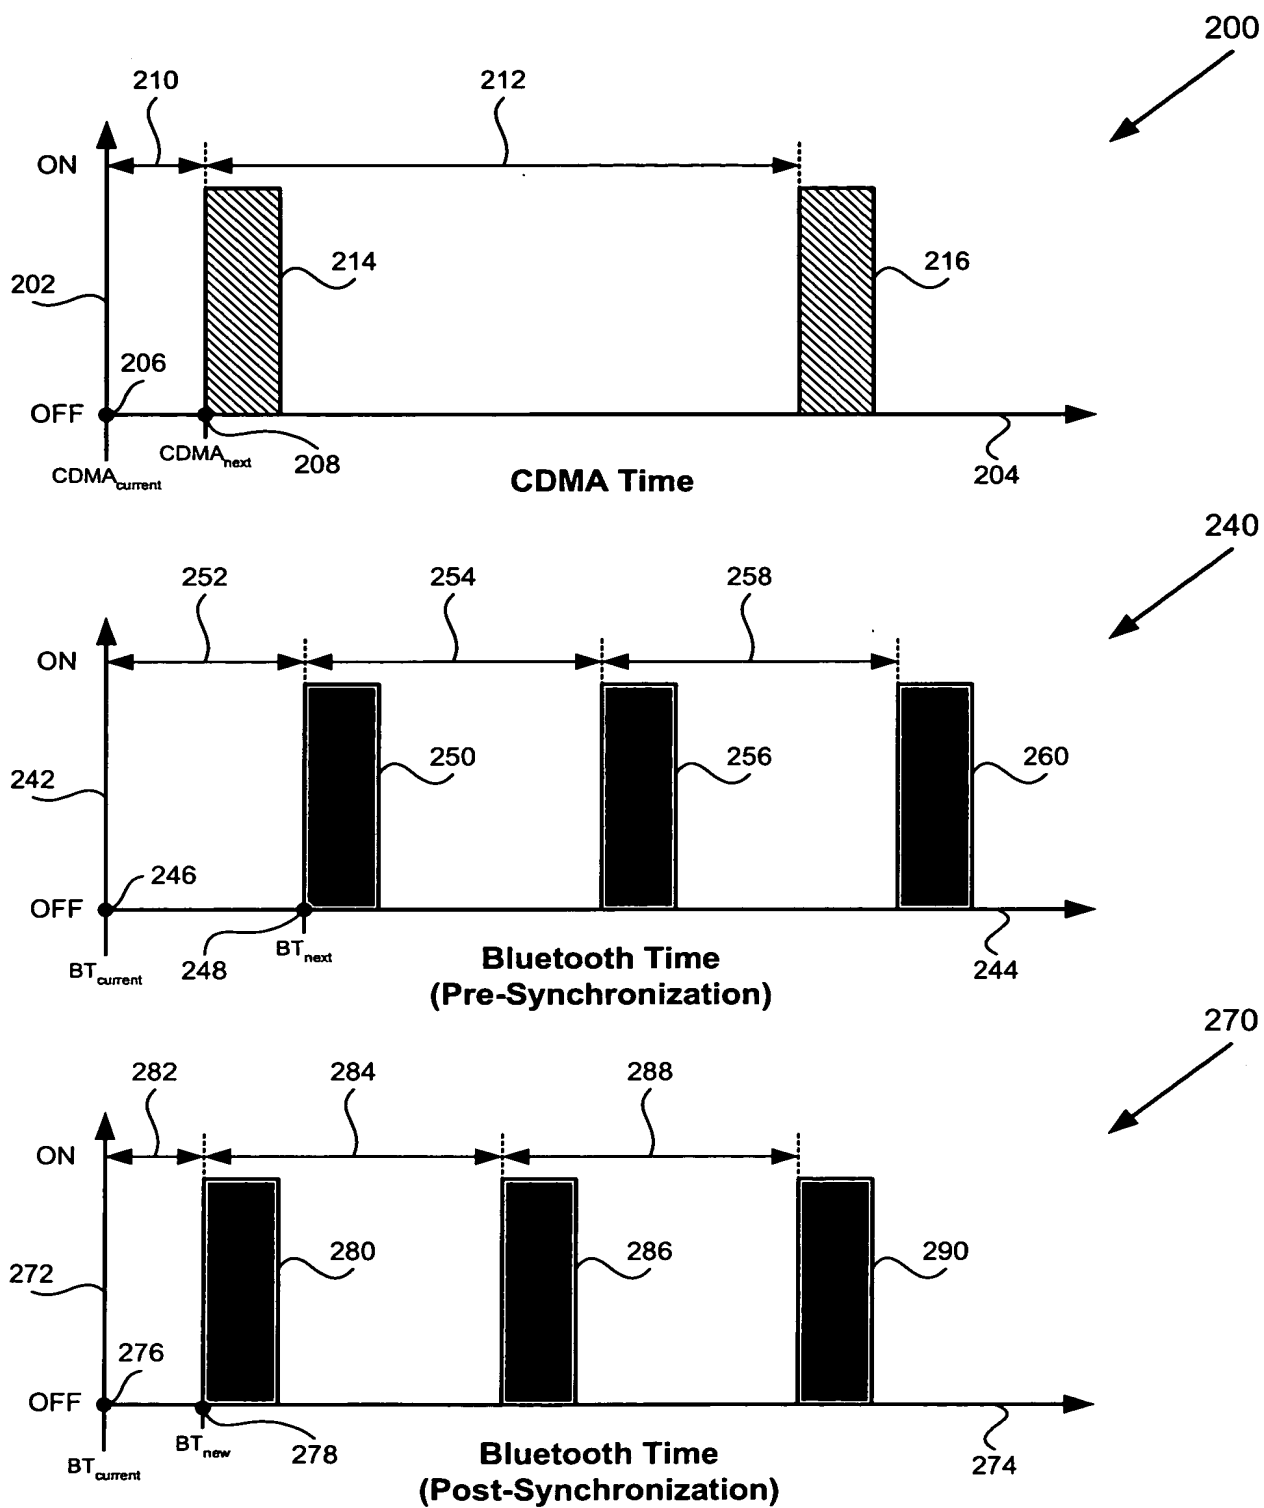 200
210
212
ON
214
216
202
206
OFF
CDMAnext
208
CDMAcurrent
CDMA Time
204
240
252
254
258
ON
250
256
260
242
246
OFF
BTnext
BTcurrent
248
Bluetooth Time
244
(Pre-Synchronization)
270
282
284
288
ON
280
286
290
272
276
OFF
BTnew
278
BTcurrent
Bluetooth Time
274
(Post-Synchronization)